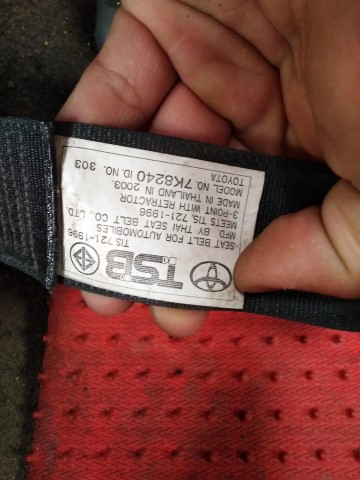 TSB
TIS.721-1996
SEAT BELT FOR AUTOMOBILES
MFD BY THAI SEAT BELT CO., LTD.
MEETS TIS. 721-1996
3-POINT WITH RETRACTOR
MADE IN THAILAND IN 2003.
MODEL NO. 7K8240 ID.NO. 303
TOYOTA